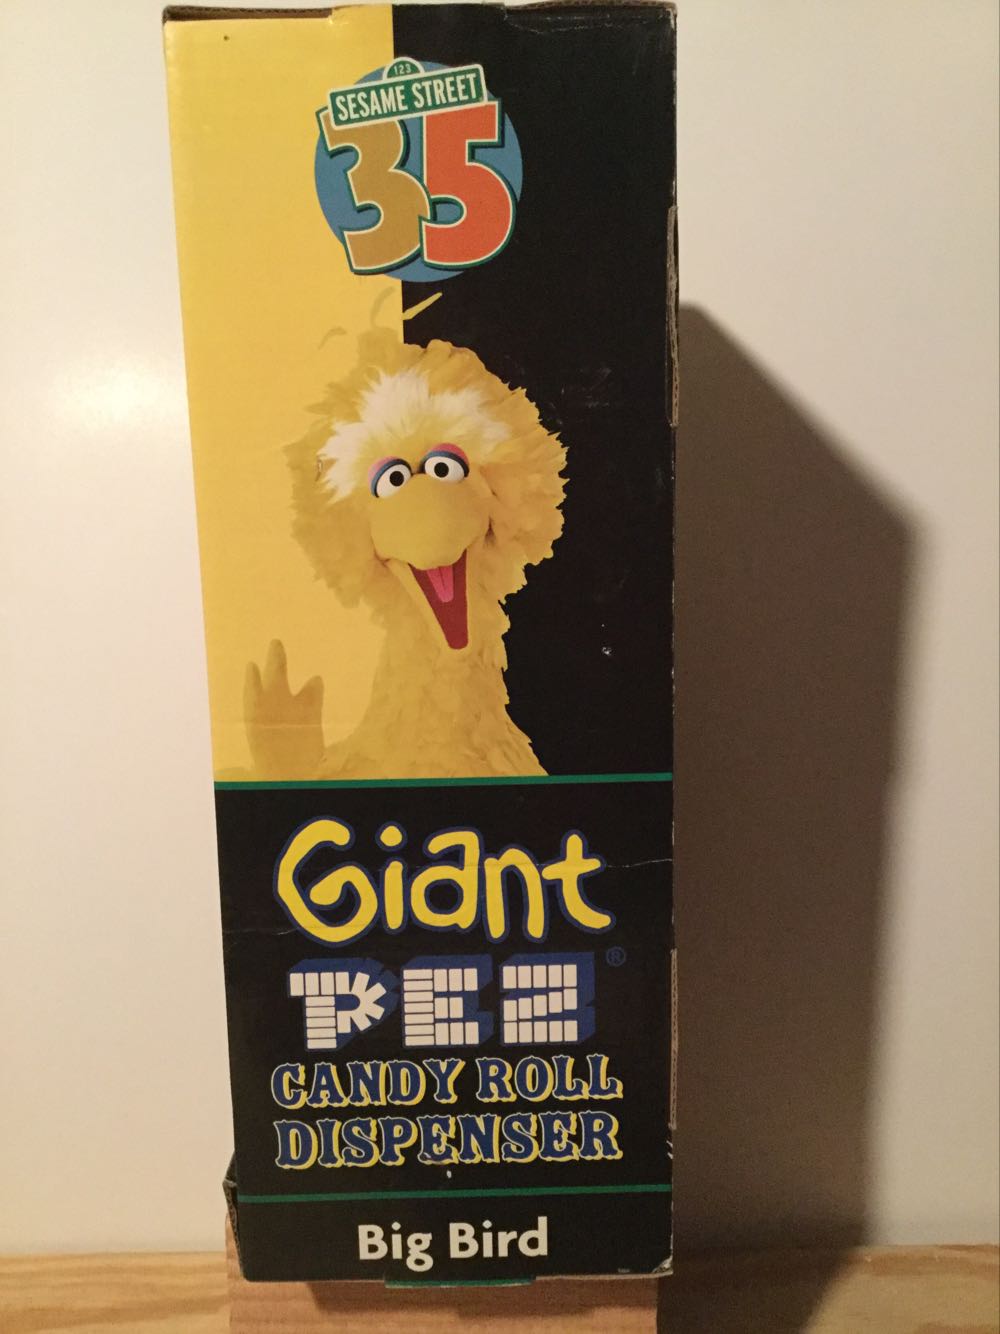 123
SESAME STREET
35
Giant
PEZ®
CANDY ROLL
DISPENSER
Big Bird